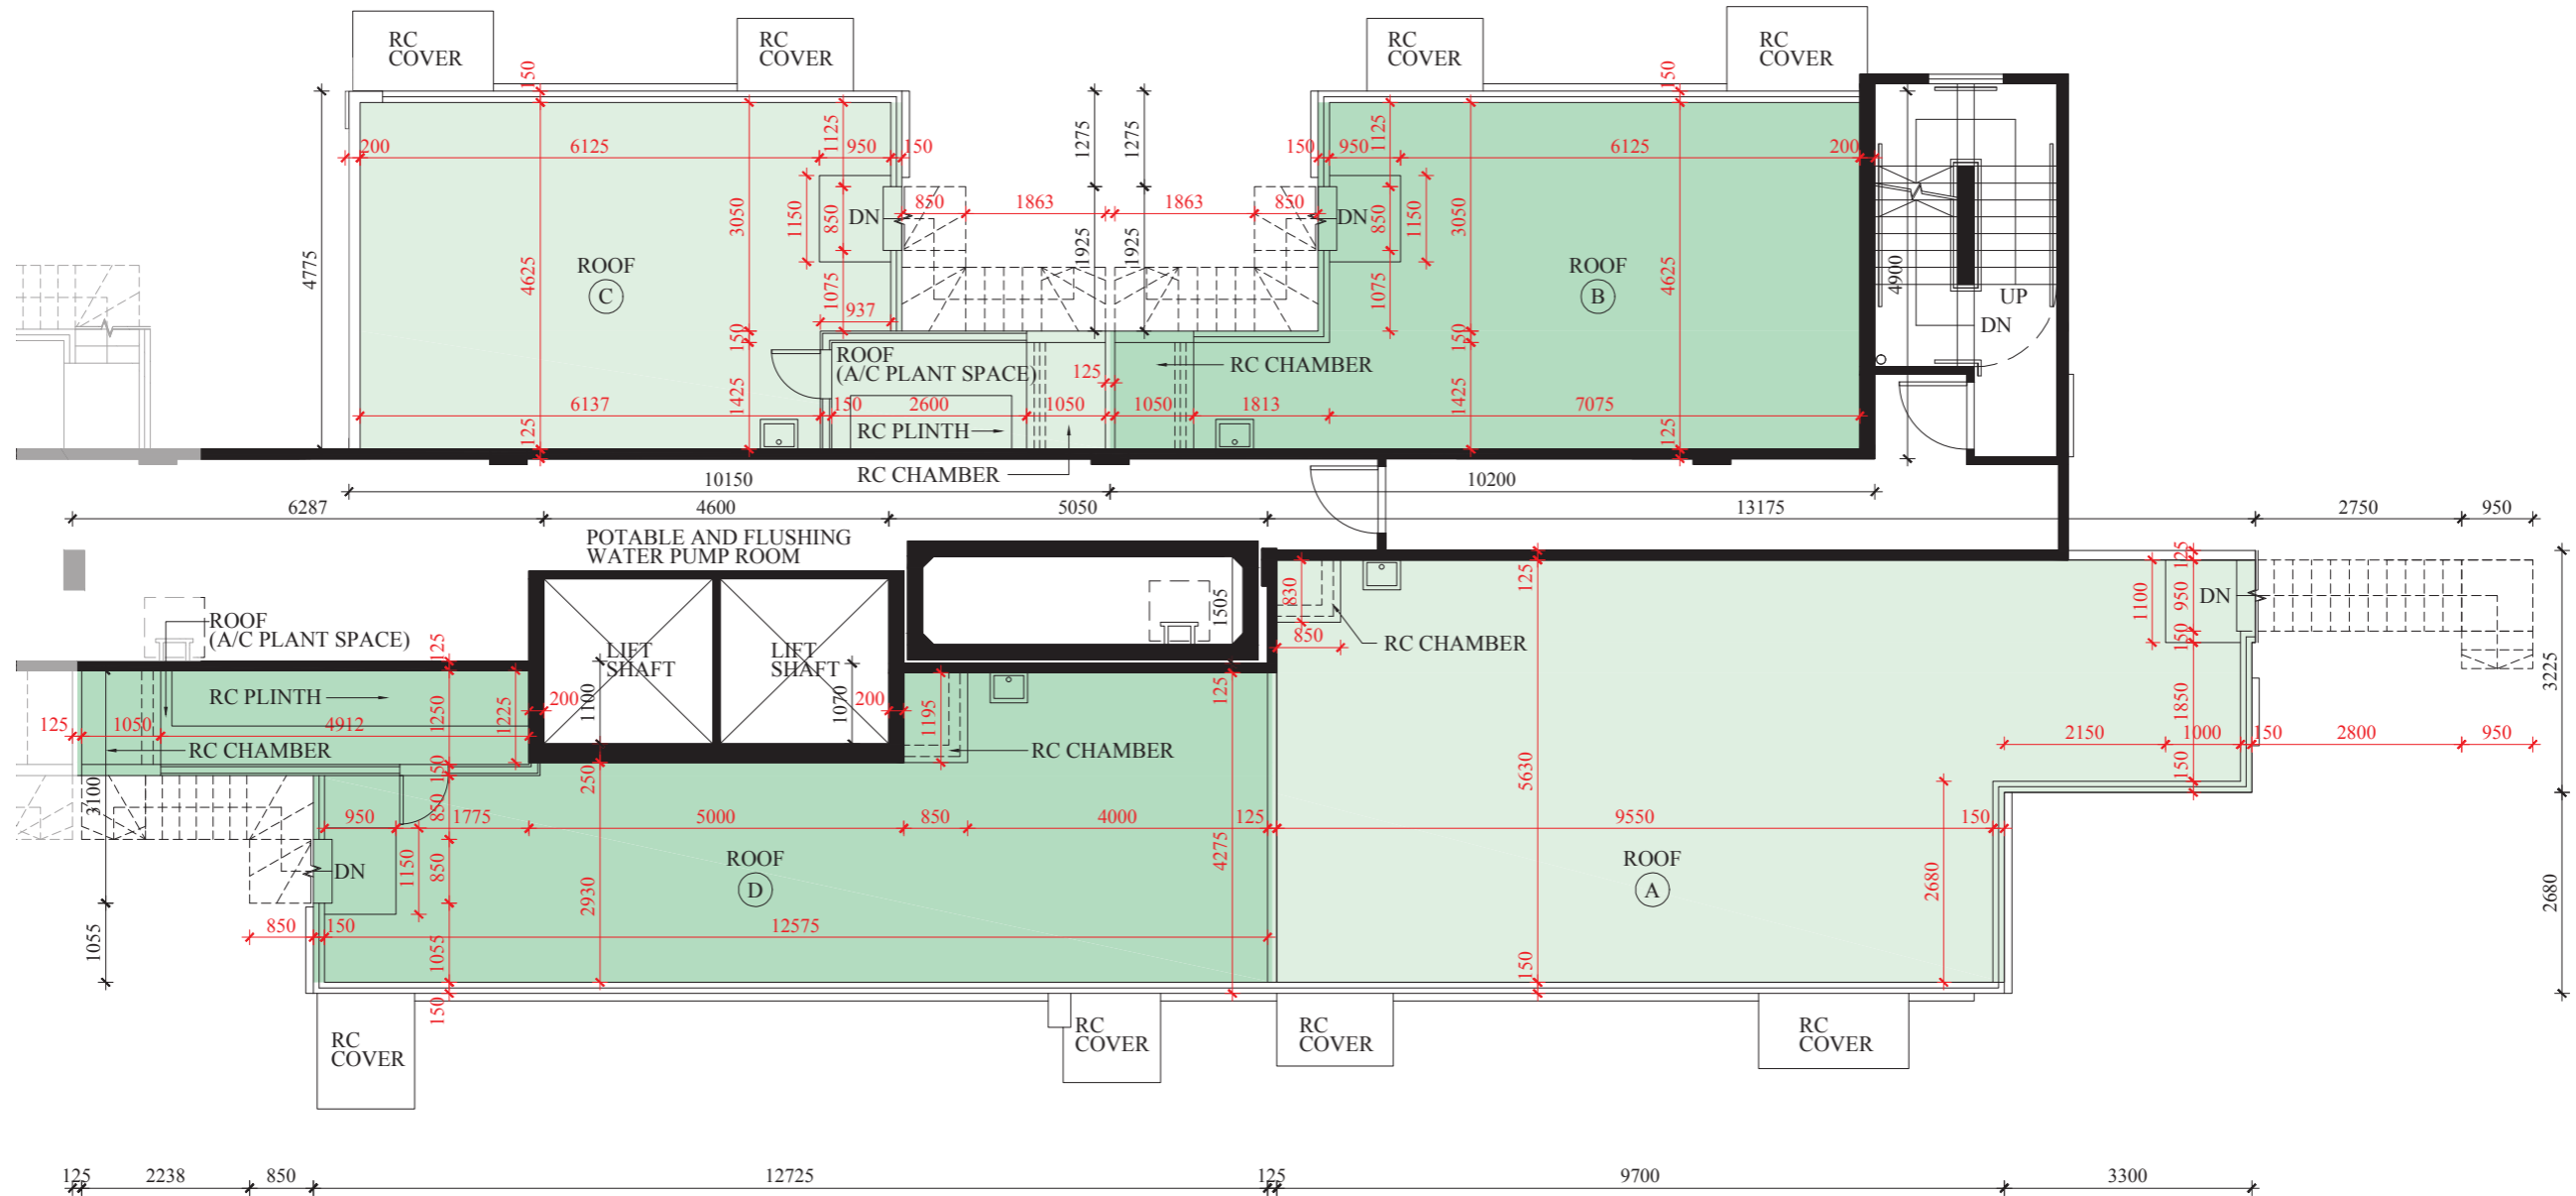 RC
COVER
RC
COVER
RC
COVER
RC
COVER
150
150
1275
1275
1125
1125
200
6125
950
150
150
950
6125
200
4775
4625
3050
1150
850
DN
850
1863
1863
850
DN
850
1150
3050
4625
4900
1925
1925
ROOF
C
ROOF
B
1075
1075
937
UP
DN
150
150
ROOF
(A/C PLANT SPACE)
RC CHAMBER
125
1425
1425
6137
150
2600
1050
1050
1813
7075
125
RC PLINTH
125
RC CHAMBER
10150
10200
6287
4600
5050
13175
2750
950
POTABLE AND FLUSHING
WATER PUMP ROOM
125
125
830
1505
1100
950
DN
ROOF
(A/C PLANT SPACE)
125
LIFT
SHAFT
LIFT
SHAFT
850
RC CHAMBER
150
3225
RC PLINTH
1250
1225
200
1100
1070
200
1195
125
1850
125
1050
4912
2150
1000
150
2800
950
RC CHAMBER
RC CHAMBER
150
250
5630
150
3100
850
950
1775
5000
850
4000
125
9550
150
DN
1150
850
ROOF
D
4275
ROOF
A
2680
2680
2930
1055
850
150
12575
1055
150
150
RC
COVER
RC
COVER
RC
COVER
RC
COVER
125
2238
850
12725
125
9700
3300